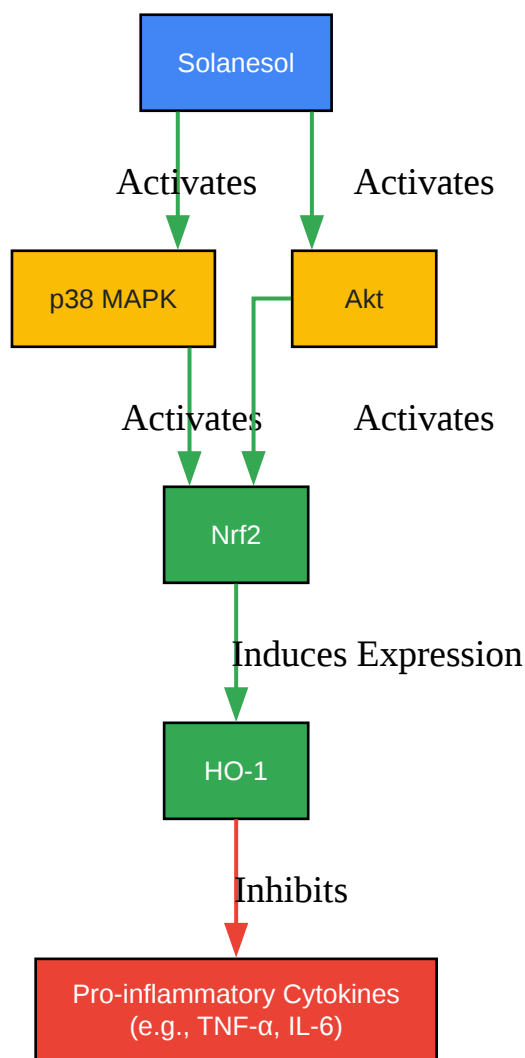 Solanesol
Activates
Activates
p38 MAPK
Akt
Activates
Activates
Nrf2
Induces Expression
HO-1
Inhibits
Pro-inflammatory Cytokines
(e.g., TNF-α, IL-6)